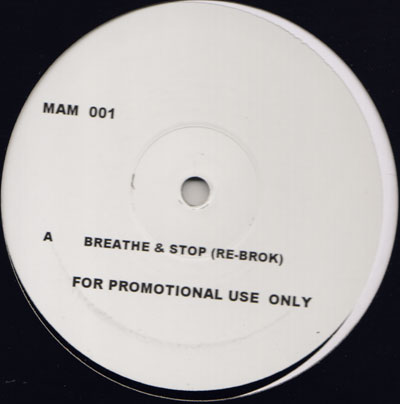 MAM 001
A BREATHE & STOP (RE-BROK)
FOR PROMOTIONAL USE ONLY